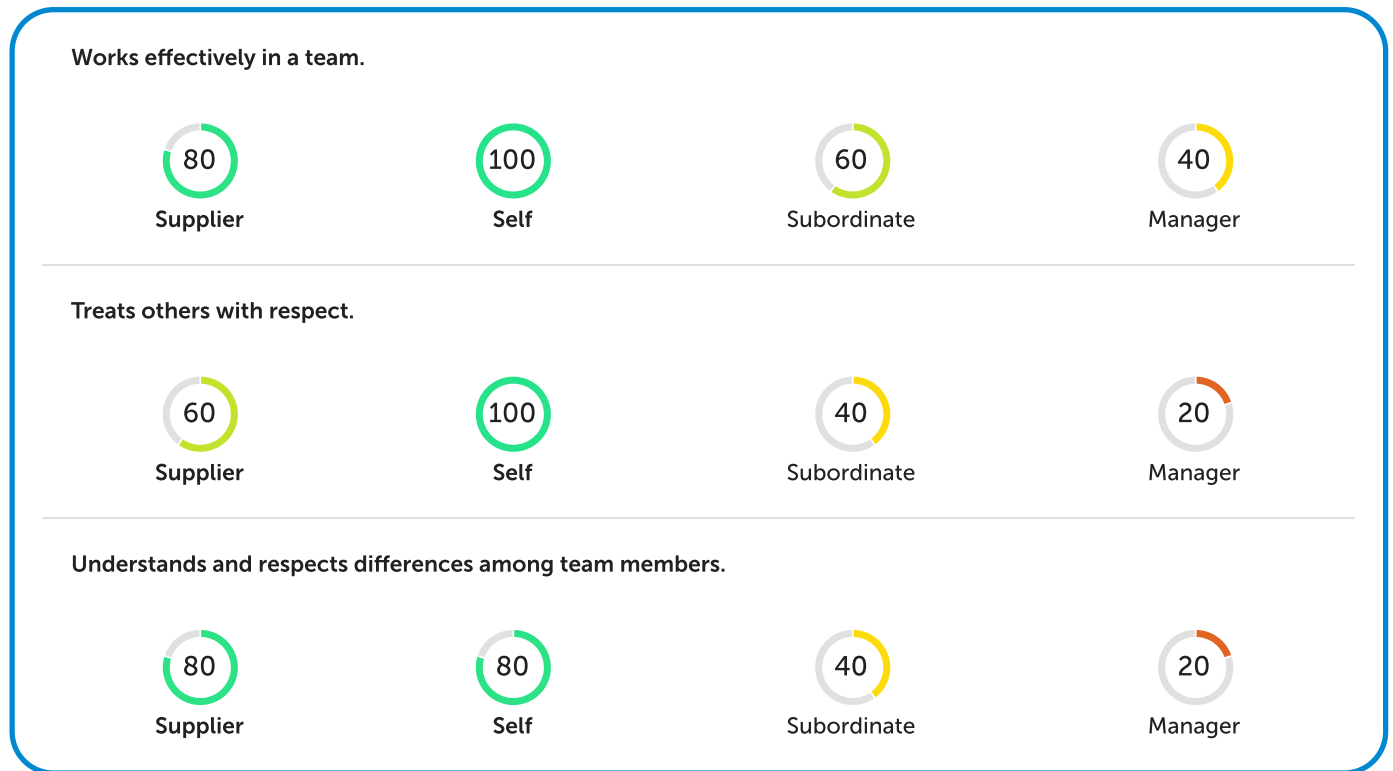 Works effectively in a team.
80 100 60 40
Supplier Self Subordinate Manager
Treats others with respect.
60 100 40 20
Supplier Self Subordinate Manager
Understands and respects differences among team members.
80 80 40 20
Supplier Self Subordinate Manager